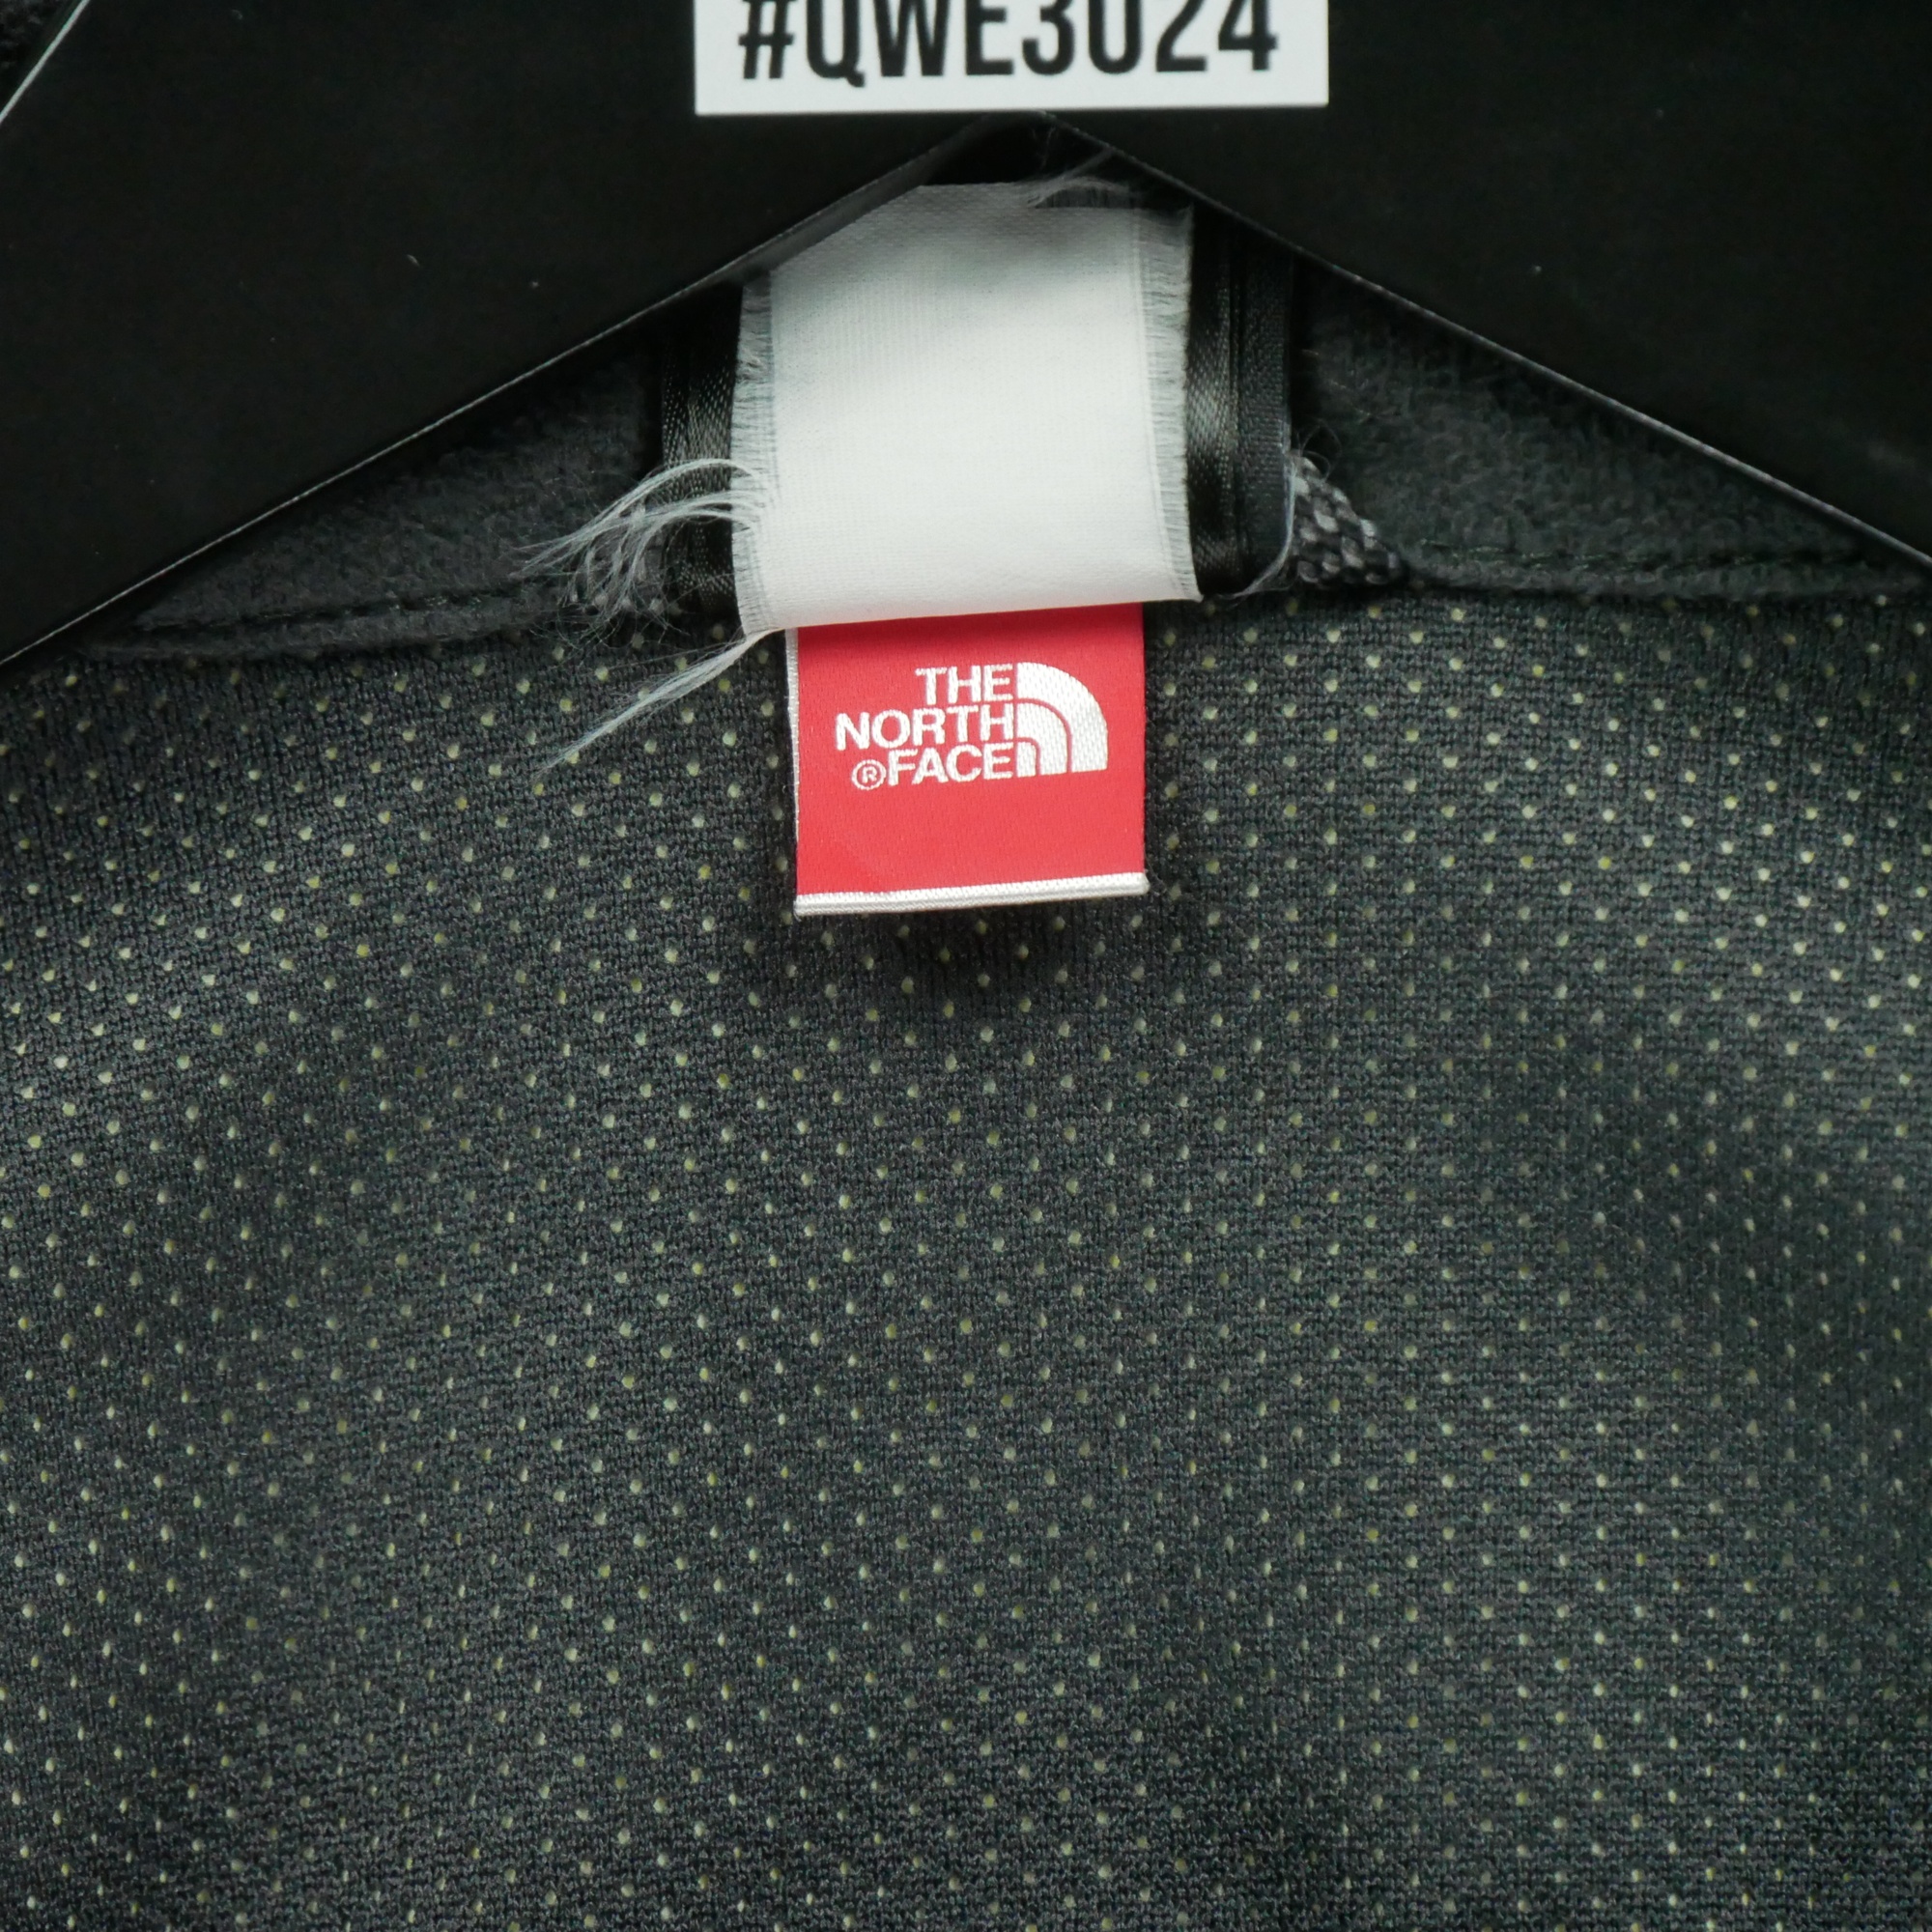 #QWE3024
THE
NORTH
®FACE